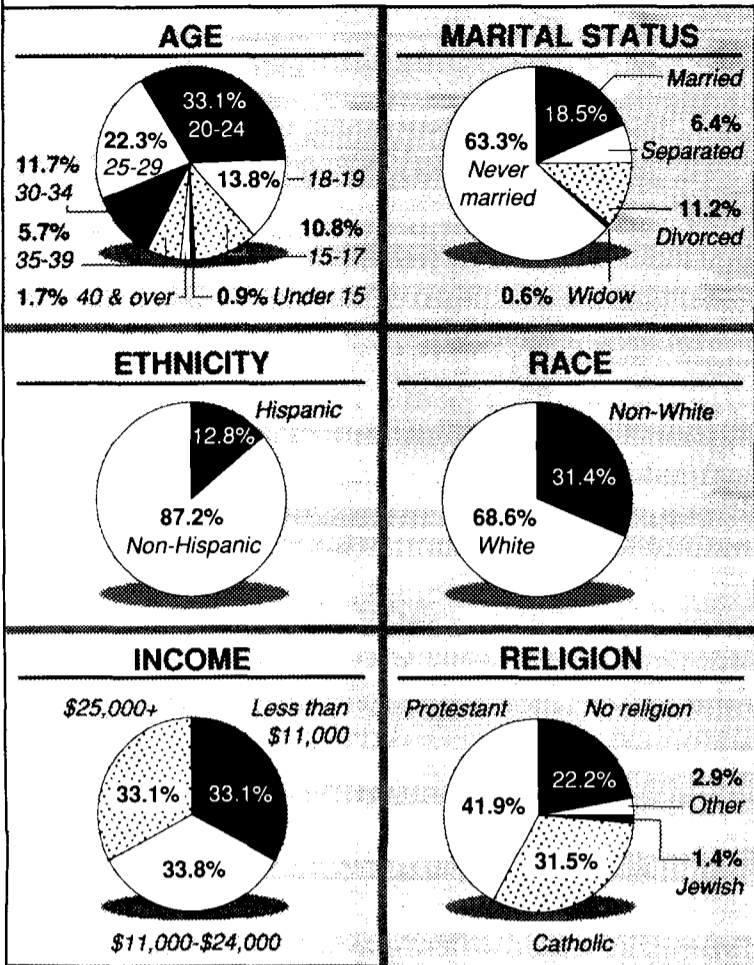 AGE
33.1%
20-24
22.3%
25-29
11.7%
30-34
13.8%
18-19
5.7%
35-39
10.8%
15-17
1.7% 40 & over
0.9% Under 15
MARITAL STATUS
Married
18.5%
6.4%
Separated
63.3%
Never
married
11.2%
Divorced
0.6% Widow
ETHNICITY
Hispanic
12.8%
87.2%
Non-Hispanic
RACE
Non-White
31.4%
68.6%
White
INCOME
$25,000+
Less than
$11,000
33.1%
33.1%
33.8%
$11,000-$24,000
RELIGION
Protestant
No religion
22.2%
2.9%
Other
41.9%
1.4%
Jewish
31.5%
Catholic